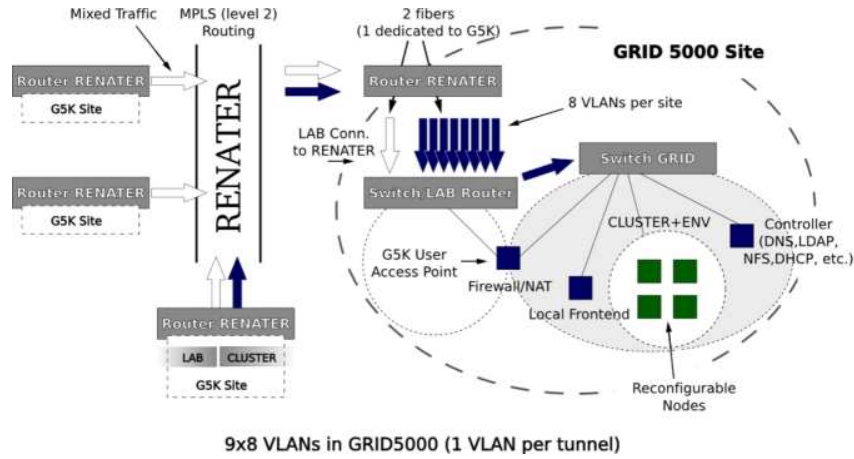 Mixed Traffic
MPLS (level 2)
Routing
2 fibers
(1 dedicated to G5K)
GRID 5000 Site
Router RENATER
G5K Site
RENATER
Router RENATER
8 VLANs per site
LAB Conn.
to RENATER
Switch GRID
Router RENATER
G5K Site
Switch LAB Router
CLUSTER+ENV
Controller
(DNS,LDAP,
NFS,DHCP, etc.)
G5K User
Access Point
Firewall/NAT
Local Frontend
Router RENATER
LAB
CLUSTER
G5K Site
Reconfigurable
Nodes
9x8 VLANs in GRID5000 (1 VLAN per tunnel)